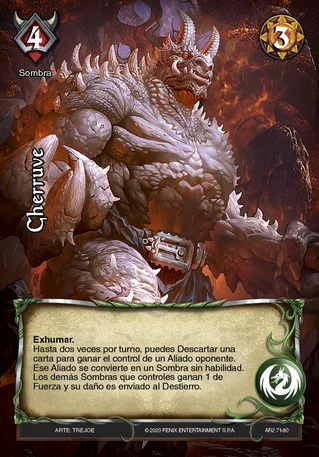 4
3
Sombra
Cherruve
Exhumar.
Hasta dos veces por turno, puedes Descartar una
carta para ganar el control de un Aliado oponente.
Ese Aliado se convierte en un Sombra sin habilidad.
Los demás Sombras que controles ganan 1 de
Fuerza y su daño es enviado al Destierro.
ARTE: TREJOE
©2020 FENIX ENTERTAINMENT S.P.A.
AR2 71-80